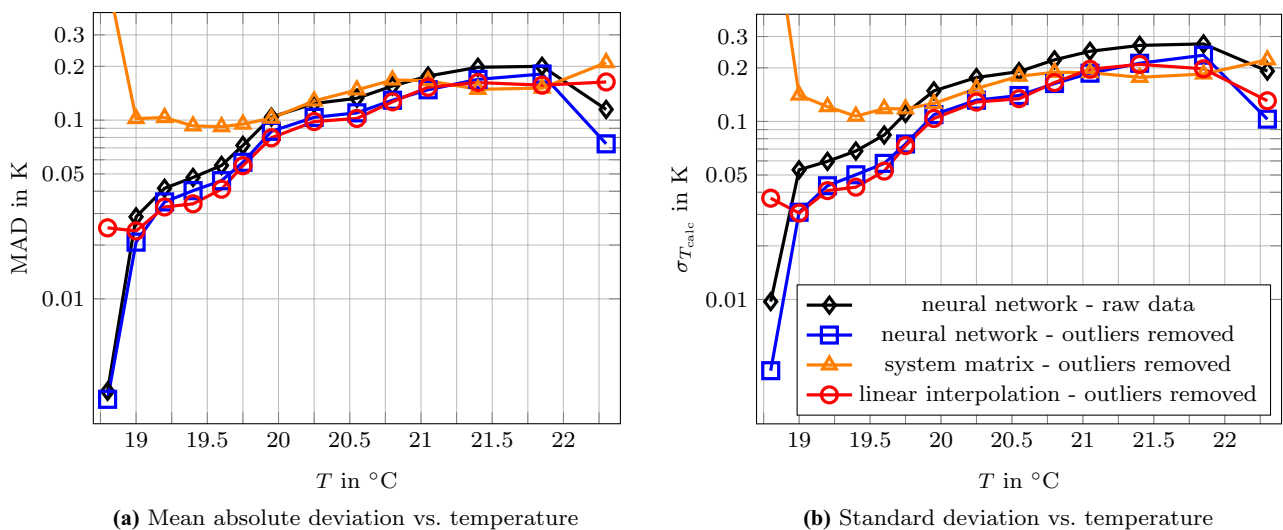 0.3
0.2
0.1
0.05
0.01
MAD in K
19 19.5 20 20.5 21 21.5 22
T in °C
(a) Mean absolute deviation vs. temperature
0.3
0.2
0.1
0.05
0.01
σ_{T_{calc}} in K
neural network - raw data
neural network - outliers removed
system matrix - outliers removed
linear interpolation - outliers removed
19 19.5 20 20.5 21 21.5 22
T in °C
(b) Standard deviation vs. temperature